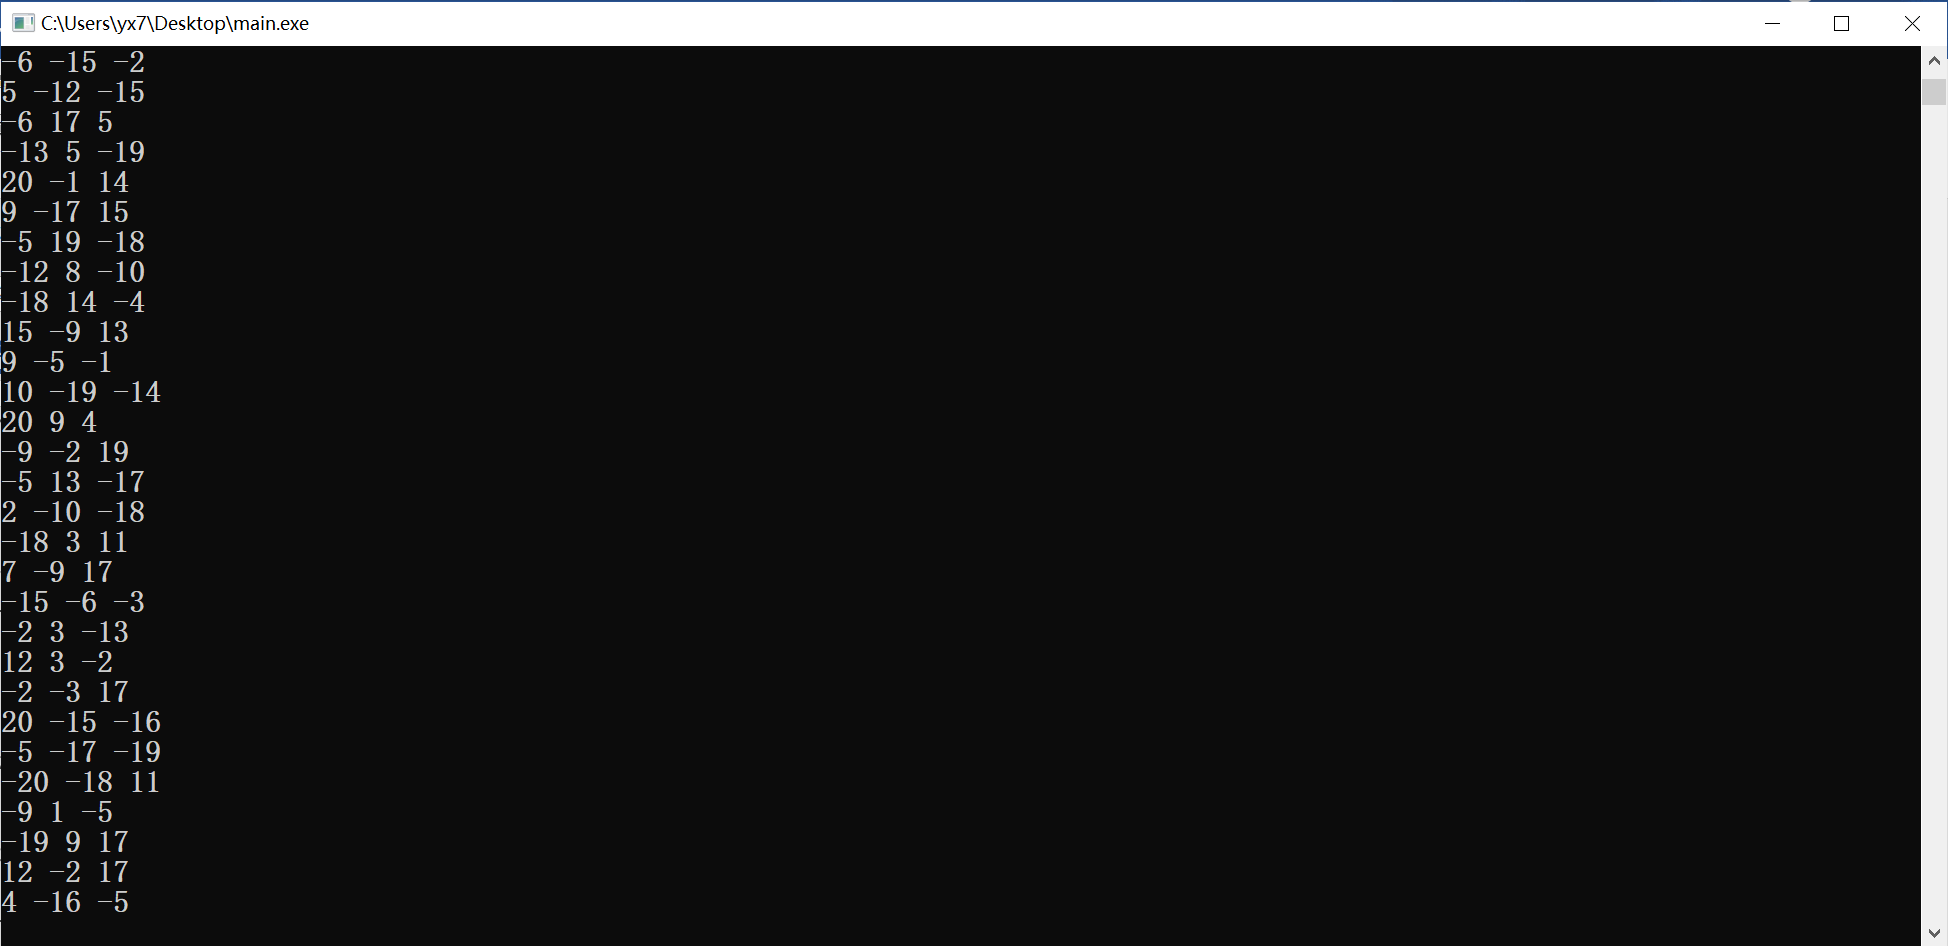 C:\Users\yx7\Desktop\main.exe
-6 -15 -2
5 -12 -15
-6 17 5
-13 5 -19
20 -1 14
9 -17 15
-5 19 -18
-12 8 -10
-18 14 -4
15 -9 13
9 -5 -1
10 -19 -14
20 9 4
-9 -2 19
-5 13 -17
2 -10 -18
-18 3 11
7 -9 17
-15 -6 -3
-2 3 -13
12 3 -2
-2 -3 17
20 -15 -16
-5 -17 -19
-20 -18 11
-9 1 -5
-19 9 17
12 -2 17
4 -16 -5